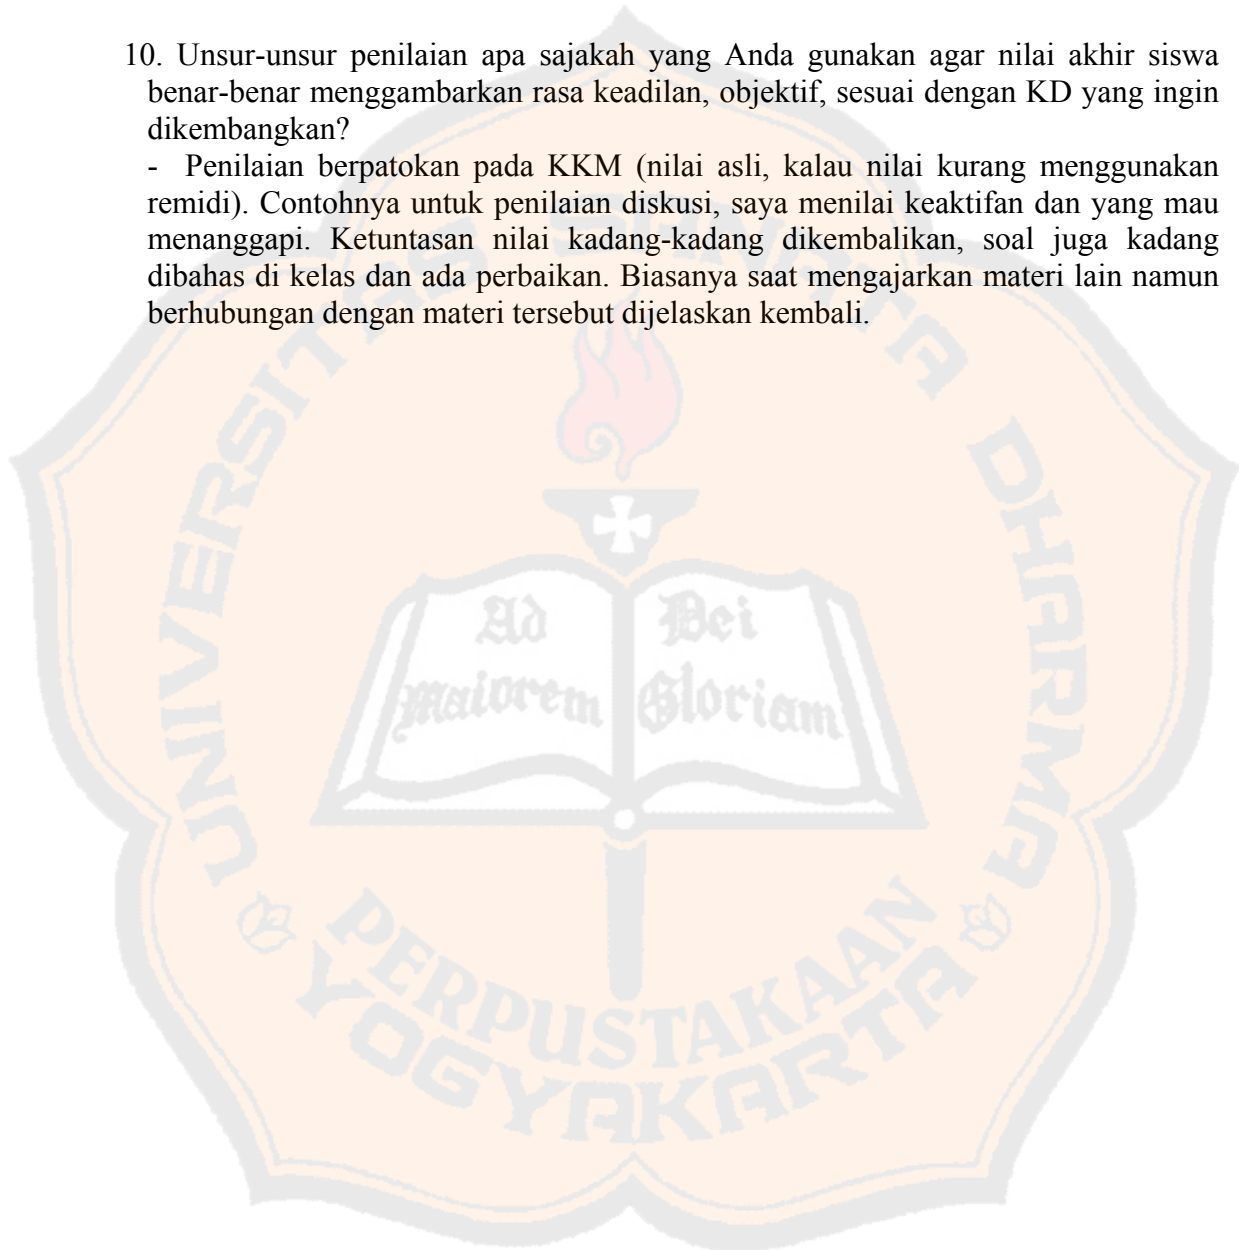 10. Unsur-unsur penilaian apa sajakah yang Anda gunakan agar nilai akhir siswa
benar-benar menggambarkan rasa keadilan, objektif, sesuai dengan KD yang ingin
dikembangkan?
- Penilaian berpatokan pada KKM (nilai asli, kalau nilai kurang menggunakan
remidi). Contohnya untuk penilaian diskusi, saya menilai keaktifan dan yang mau
menanggapi. Ketuntasan nilai kadang-kadang dikembalikan, soal juga kadang
dibahas di kelas dan ada perbaikan. Biasanya saat mengajarkan materi lain namun
berhubungan dengan materi tersebut dijelaskan kembali.
UNIVERSITAS SANATA DHARMA
Ad
Maiorem
Dei
Gloriam
PERPUSTAKAAN
YOGYAKARTA